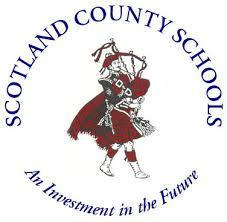 SCOTLAND COUNTY SCHOOLS
An Investment in the Future